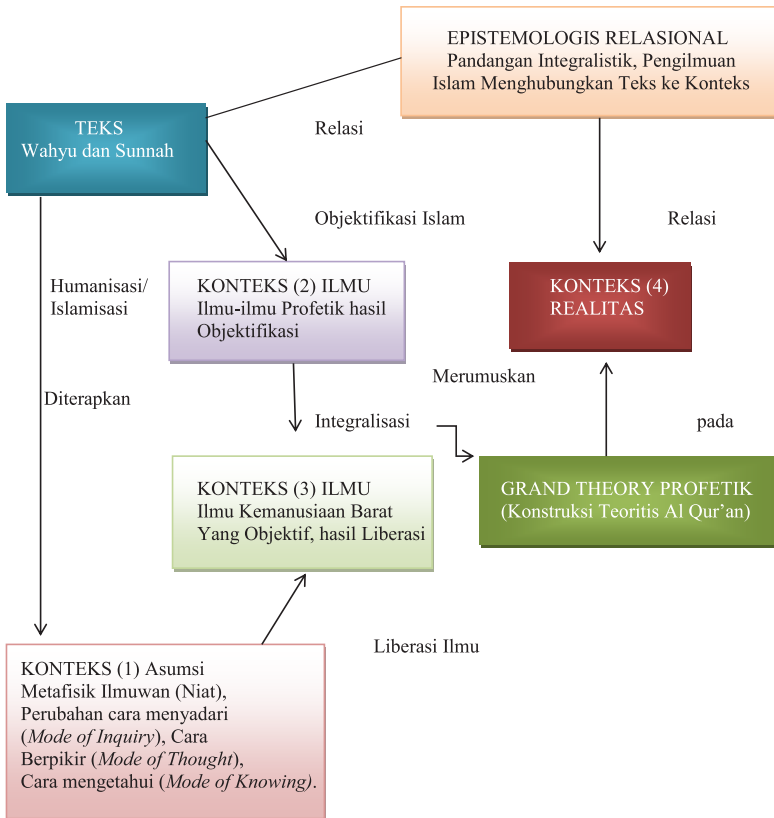 EPISTEMOLOGIS RELASIONAL
Pandangan Integralistik, Pengilmuan
Islam Menghubungkan Teks ke Konteks
TEKS
Wahyu dan Sunnah
Relasi
Objektifikasi Islam
Relasi
Humanisasi/
Islamisasi
KONTEKS (2) ILMU
Ilmu-ilmu Profetik hasil
Objektifikasi
KONTEKS (4)
REALITAS
Diterapkan
Merumuskan
Integralisasi
pada
KONTEKS (3) ILMU
Ilmu Kemanusiaan Barat
Yang Objektif, hasil Liberasi
GRAND THEORY PROFETIK
(Konstruksi Teoritis Al Qur’an)
Liberasi Ilmu
KONTEKS (1) Asumsi
Metafisik Ilmuwan (Niat),
Perubahan cara menyadari
(Mode of Inquiry), Cara
Berpikir (Mode of Thought),
Cara mengetahui (Mode of Knowing).